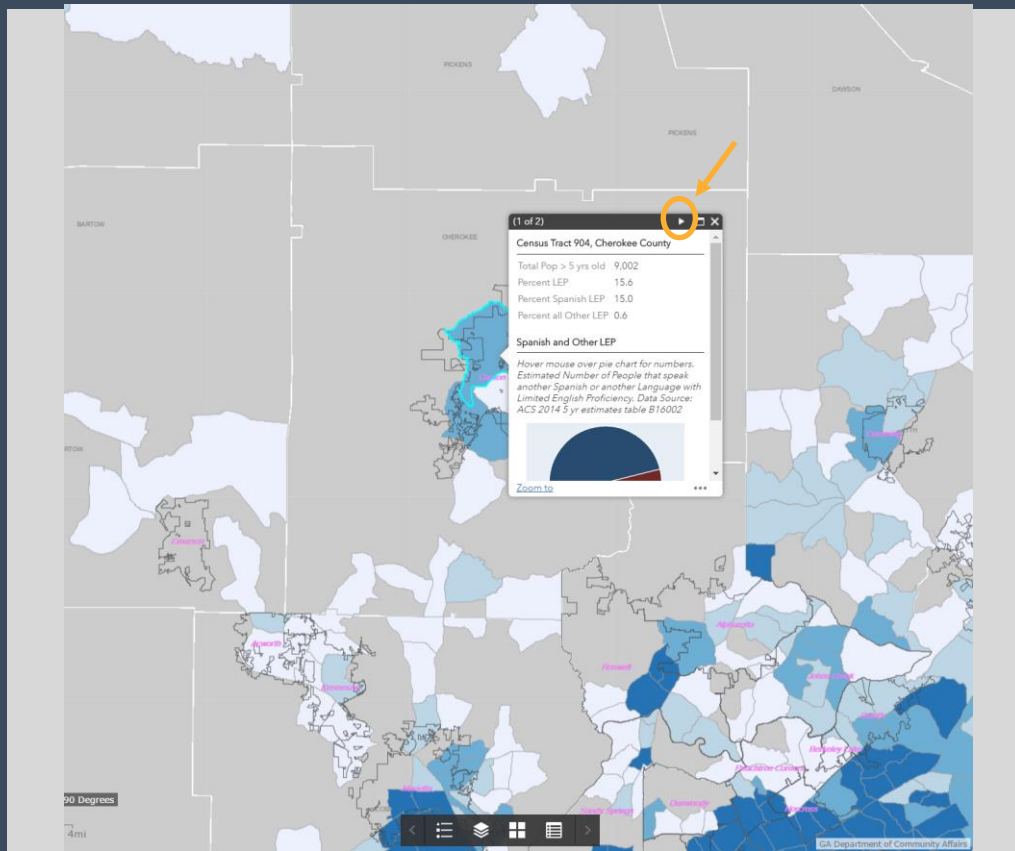 PICKENS
DAWSON
PICKENS
BARTOW
CHEROKEE
(1 of 2)
Census Tract 904, Cherokee County
Total Pop > 5 yrs old 9,002
Percent LEP 15.6
Percent Spanish LEP 15.0
Percent all Other LEP 0.6
Spanish and Other LEP
Hover mouse over pie chart for numbers.
Estimated Number of People that speak
another Spanish or another Language with
Limited English Proficiency. Data Source:
ACS 2014 5 yr estimates table B16002
Zoom to
Emerson
Acworth
Kennesaw
Alpharetta
Roswell
Johns Creek
Duluth
Berkeley Lake
Peachtree Corners
Marietta
Sandy Springs
Dunwoody
Norcross
90 Degrees
4mi
GA Department of Community Affairs